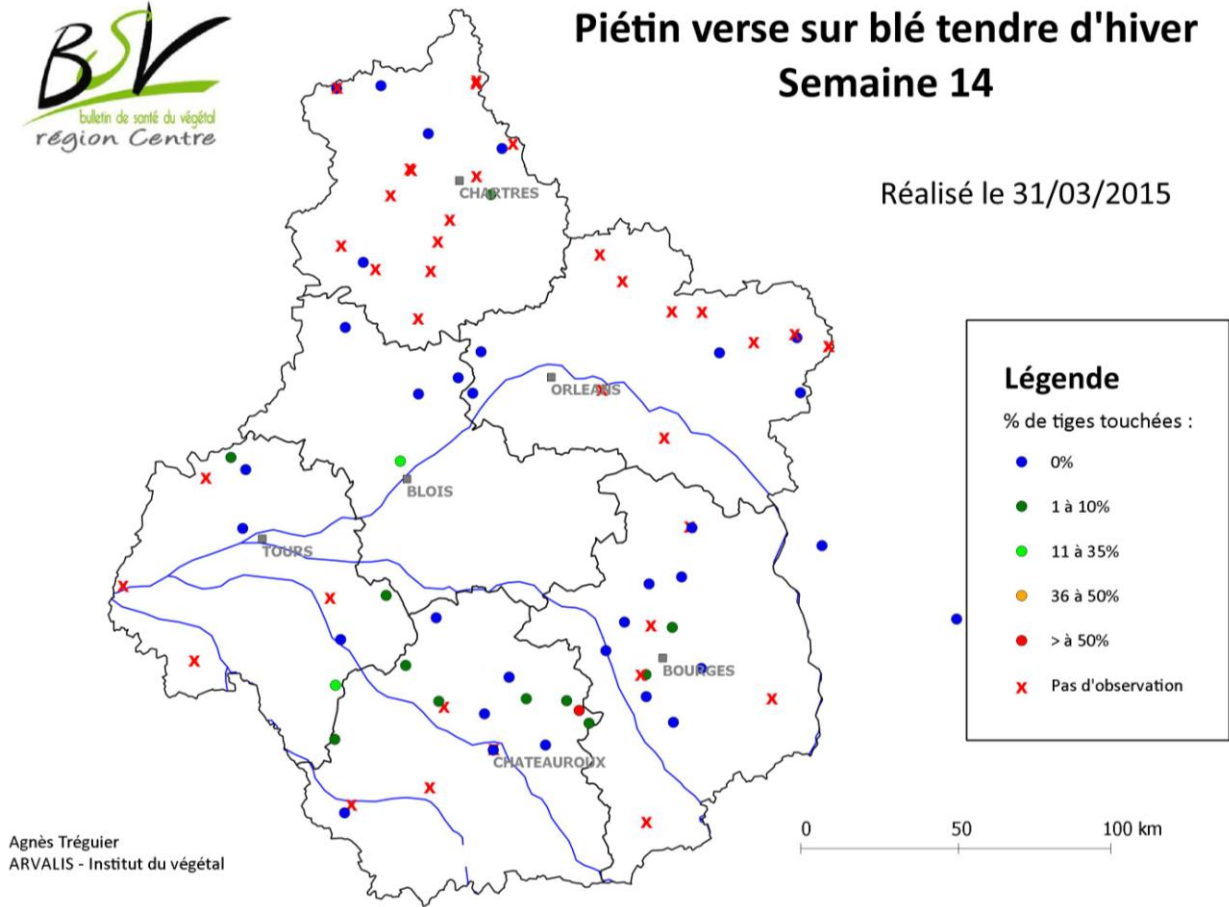 BSV
bulletin de santé du végétal
région Centre
Piétin verse sur blé tendre d'hiver
Semaine 14
Réalisé le 31/03/2015
CHARTRES
ORLEANS
BLOIS
TOURS
BOURGES
CHATEAUROUX
Légende
% de tiges touchées :
0%
1 à 10%
11 à 35%
36 à 50%
> à 50%
X Pas d'observation
0 50 100 km
Agnès Tréguier
ARVALIS - Institut du végétal